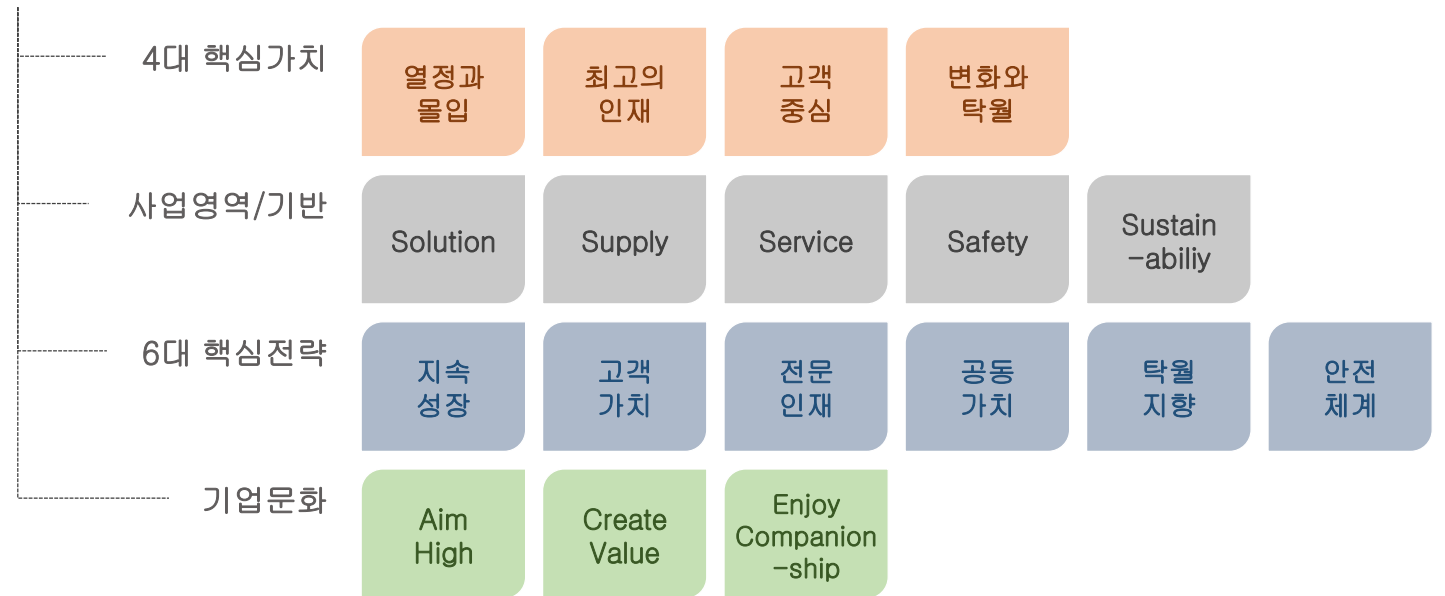 4대 핵심가치
열정과
몰입
최고의
인재
고객
중심
변화와
탁월
사업영역/기반
Solution
Supply
Service
Safety
Sustain
-abiliy
6대 핵심전략
지속
성장
고객
가치
전문
인재
공동
가치
탁월
지향
안전
체계
기업문화
Aim
High
Create
Value
Enjoy
Companion
-ship